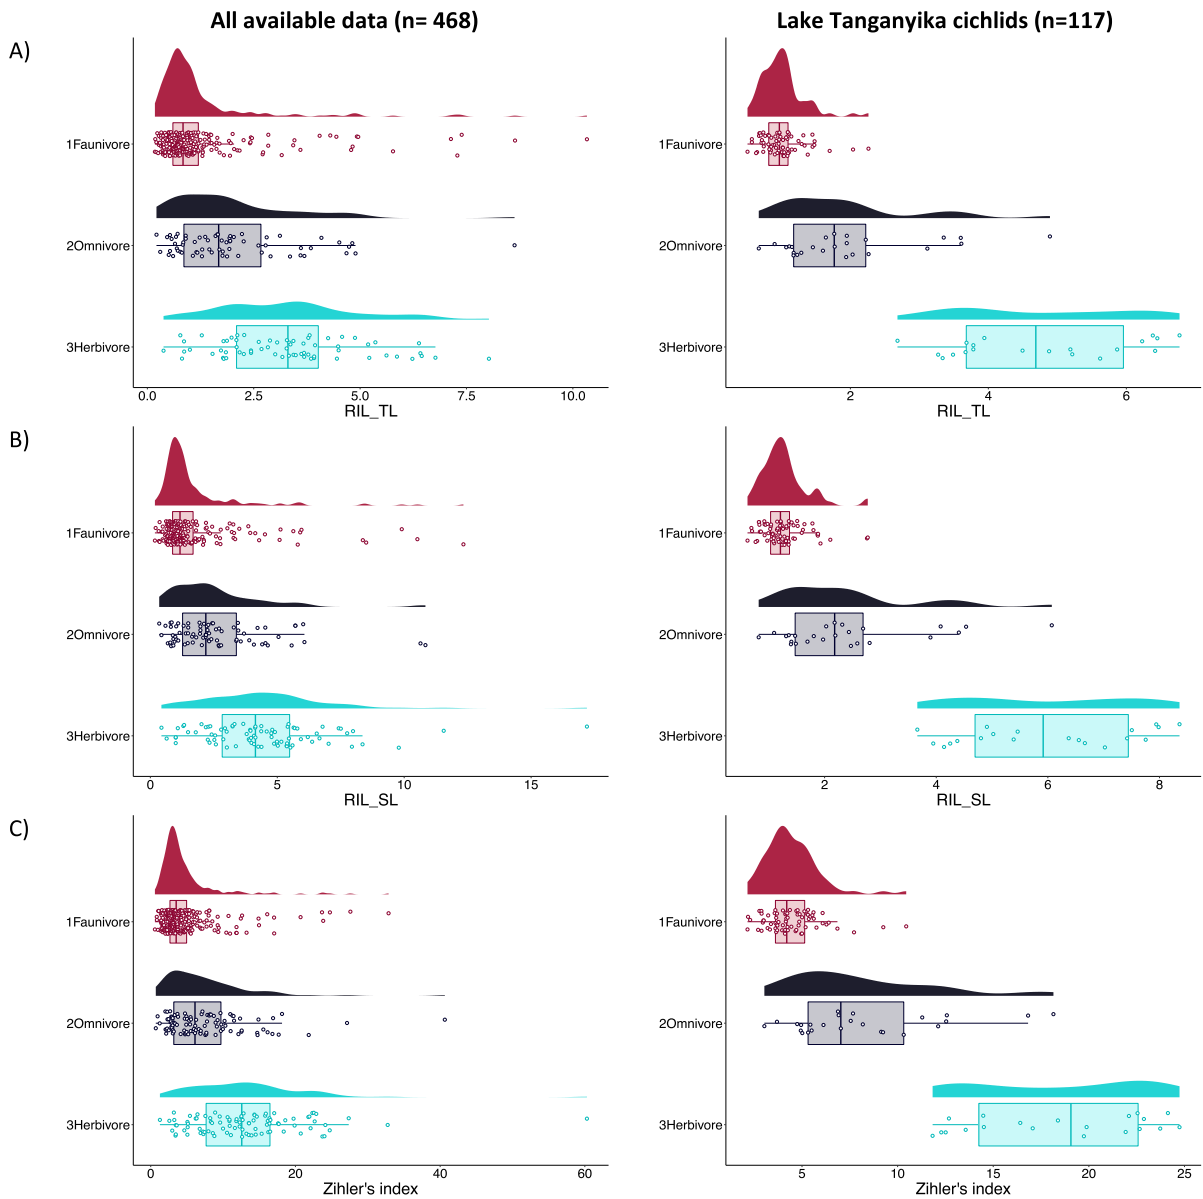 All available data (n= 468)
Lake Tanganyika cichlids (n=117)
A)
1Faunivore
2Omnivore
3Herbivore
0.0 2.5 5.0 7.5 10.0
RIL_TL
1Faunivore
2Omnivore
3Herbivore
2 4 6
RIL_TL
B)
1Faunivore
2Omnivore
3Herbivore
0 5 10 15
RIL_SL
1Faunivore
2Omnivore
3Herbivore
2 4 6 8
RIL_SL
C)
1Faunivore
2Omnivore
3Herbivore
0 20 40 60
Zihler's index
1Faunivore
2Omnivore
3Herbivore
5 10 15 20 25
Zihler's index